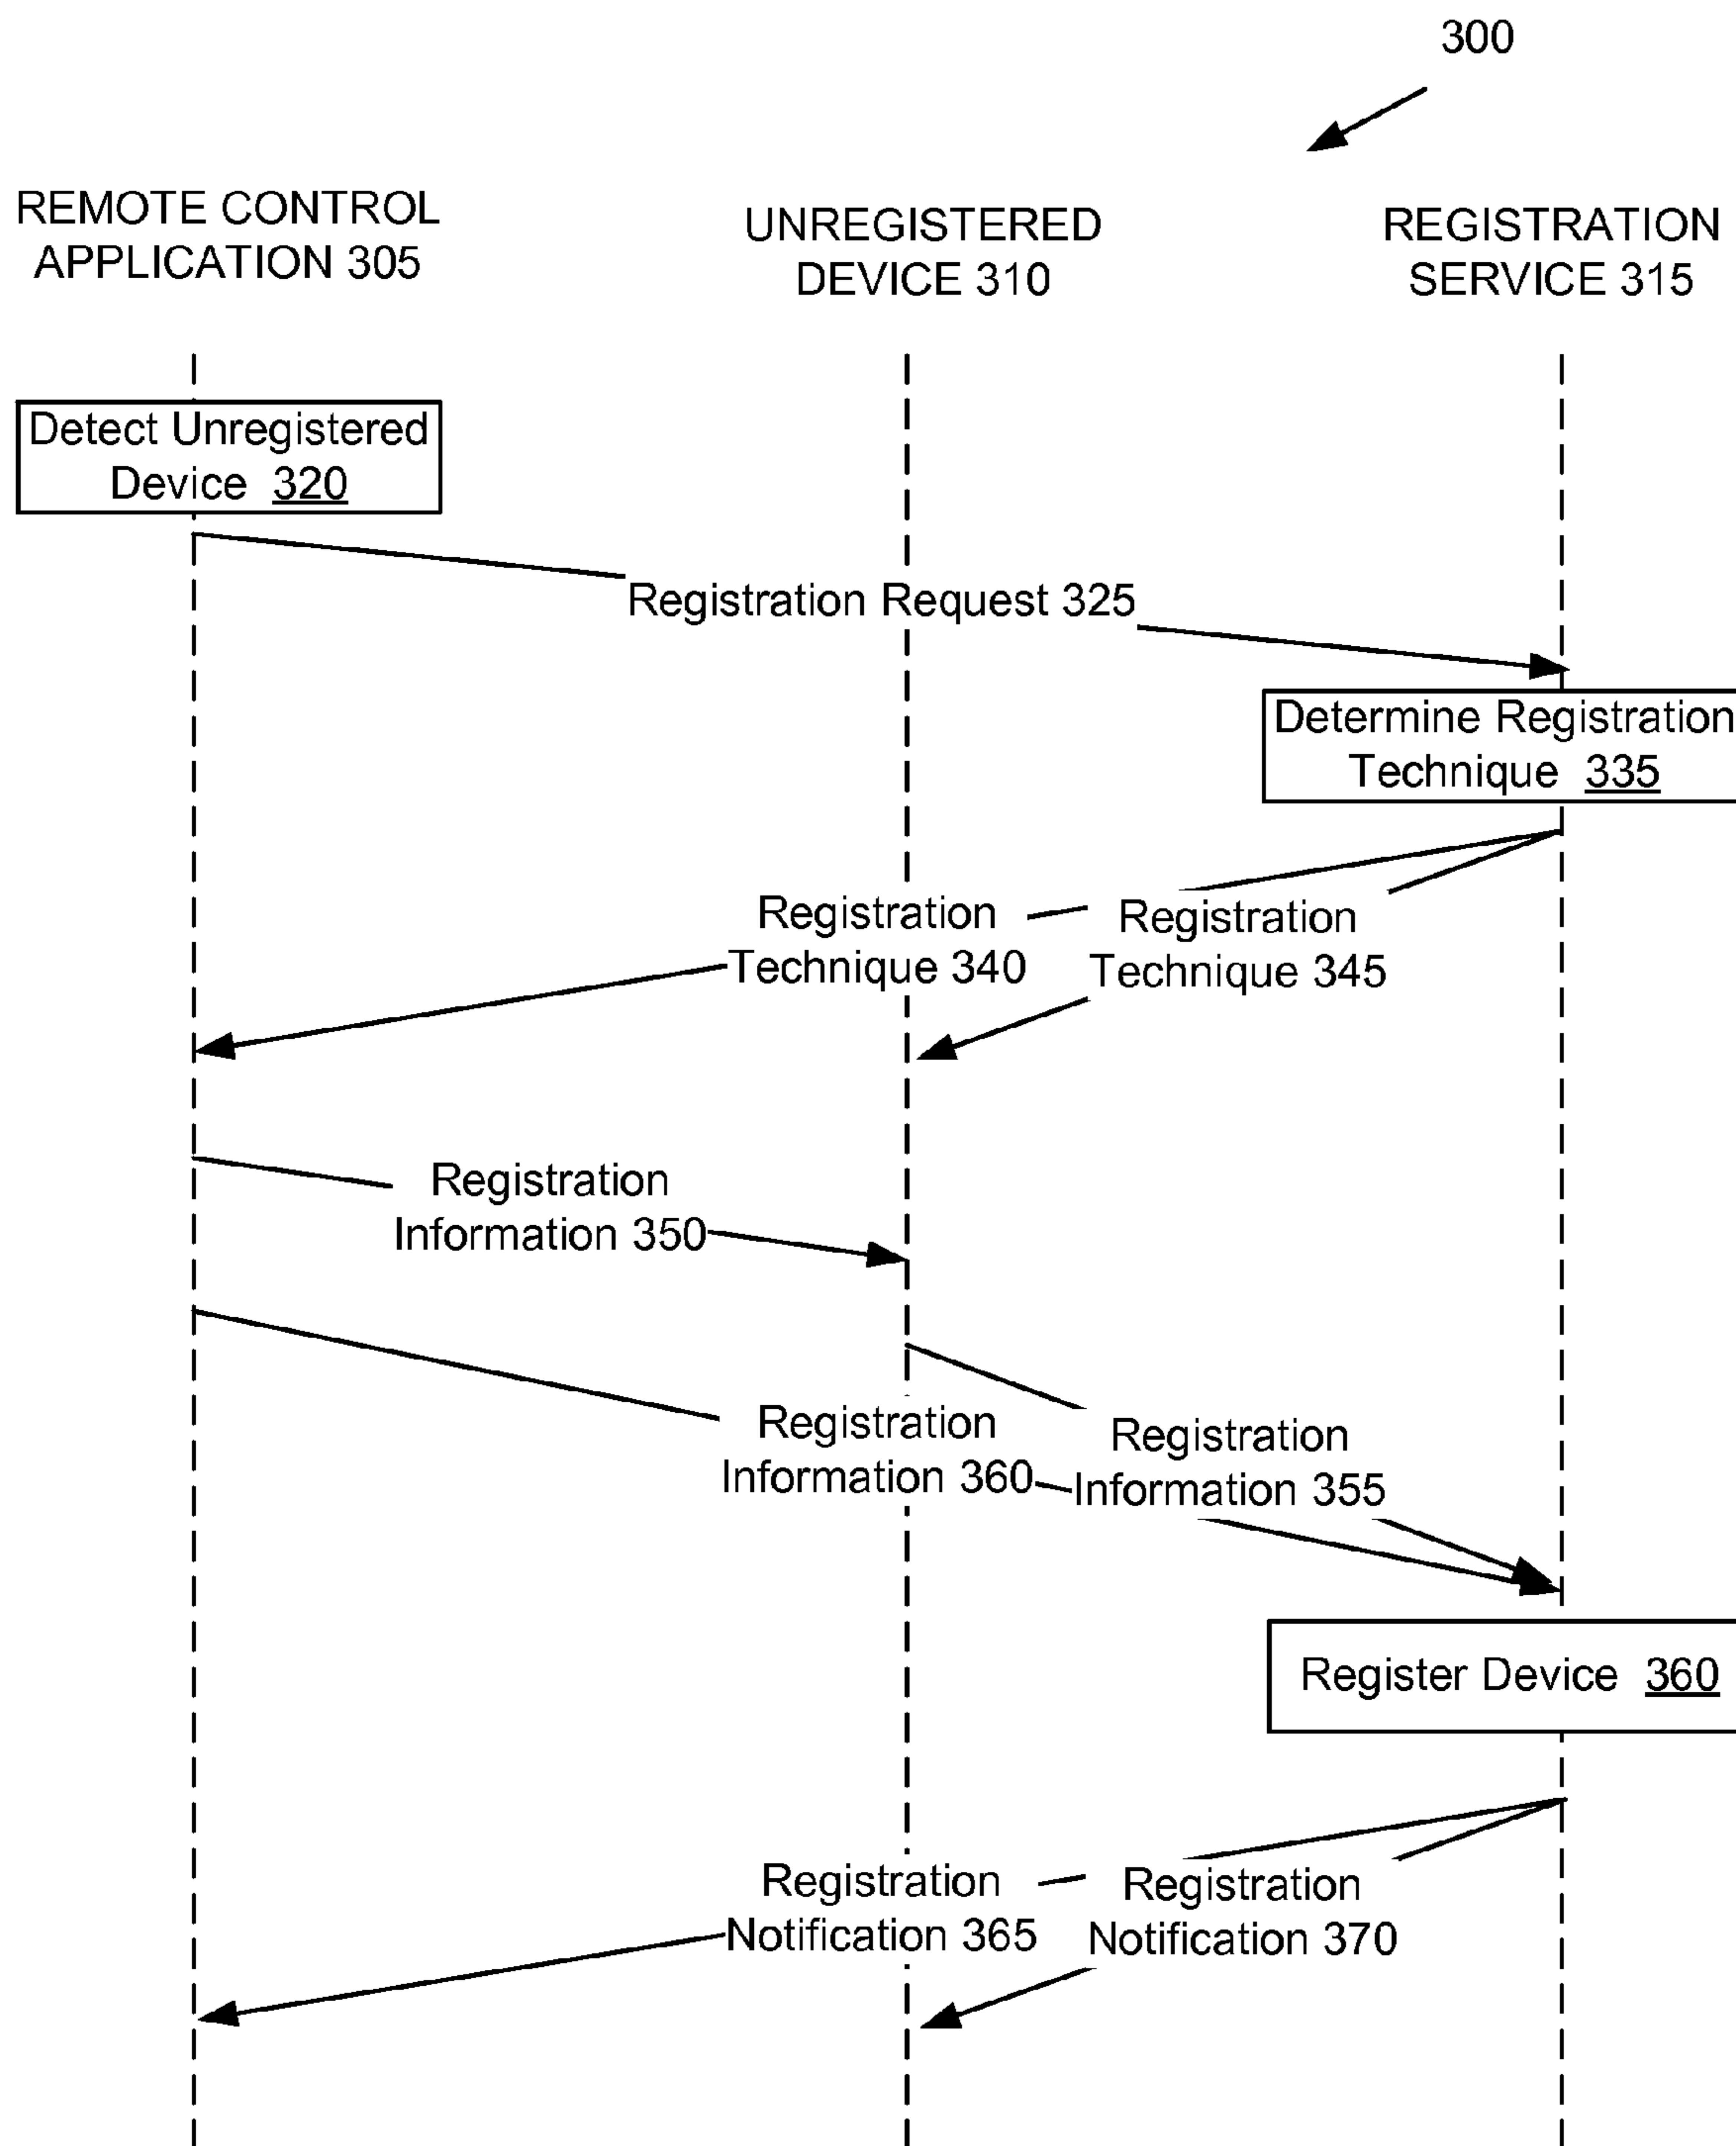 300
REMOTE CONTROL
APPLICATION 305
UNREGISTERED
DEVICE 310
REGISTRATION
SERVICE 315
Detect Unregistered
Device 320
Registration Request 325
Determine Registration
Technique 335
Registration
Technique 340
Registration
Technique 345
Registration
Information 350
Registration
Information 360
Registration
Information 355
Register Device 360
Registration
Notification 365
Registration
Notification 370